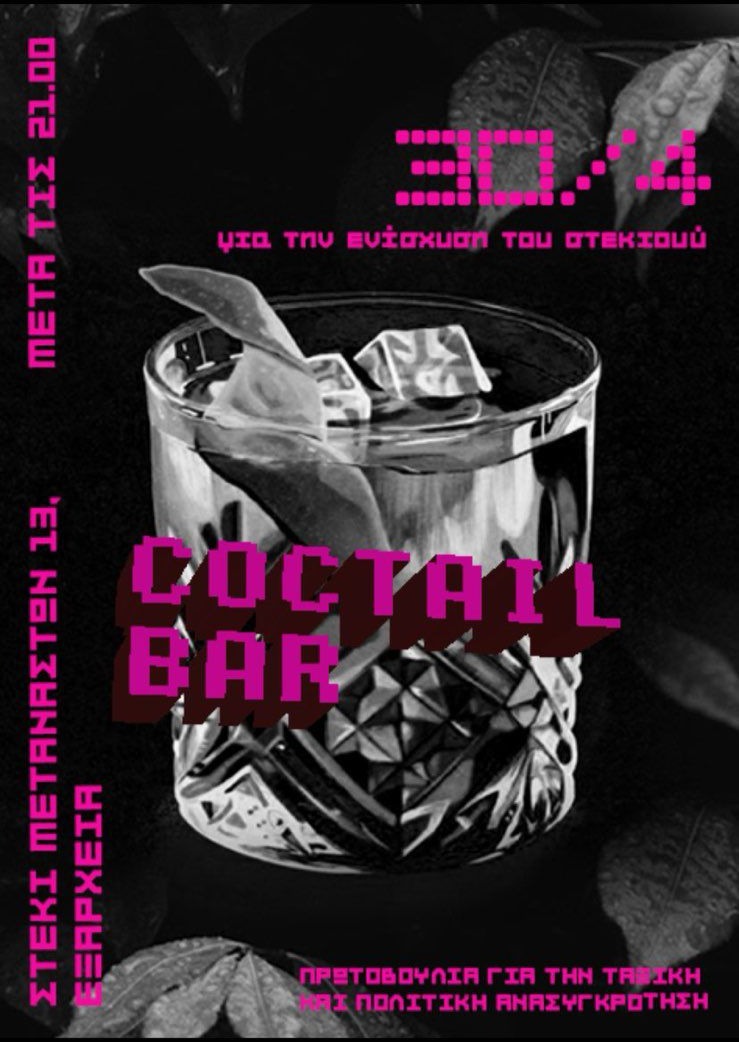 30/4
για την ενίσχυση του στεκιουύ
COCTAIL
BAR
ΜΕΤΑ ΤΙΣ 21.00
ΣΤΕΚΙ ΜΕΤΑΝΑΣΤΩΝ 13,
ΕΞΑΡΧΕΙΑ
ΠΡΩΤΟΒΟΥΛΙΑ ΓΙΑ ΤΗΝ ΤΑΞΙΚΗ
ΚΑΙ ΠΟΛΙΤΙΚΗ ΑΝΑΣΥΓΚΡΟΤΗΣΗ